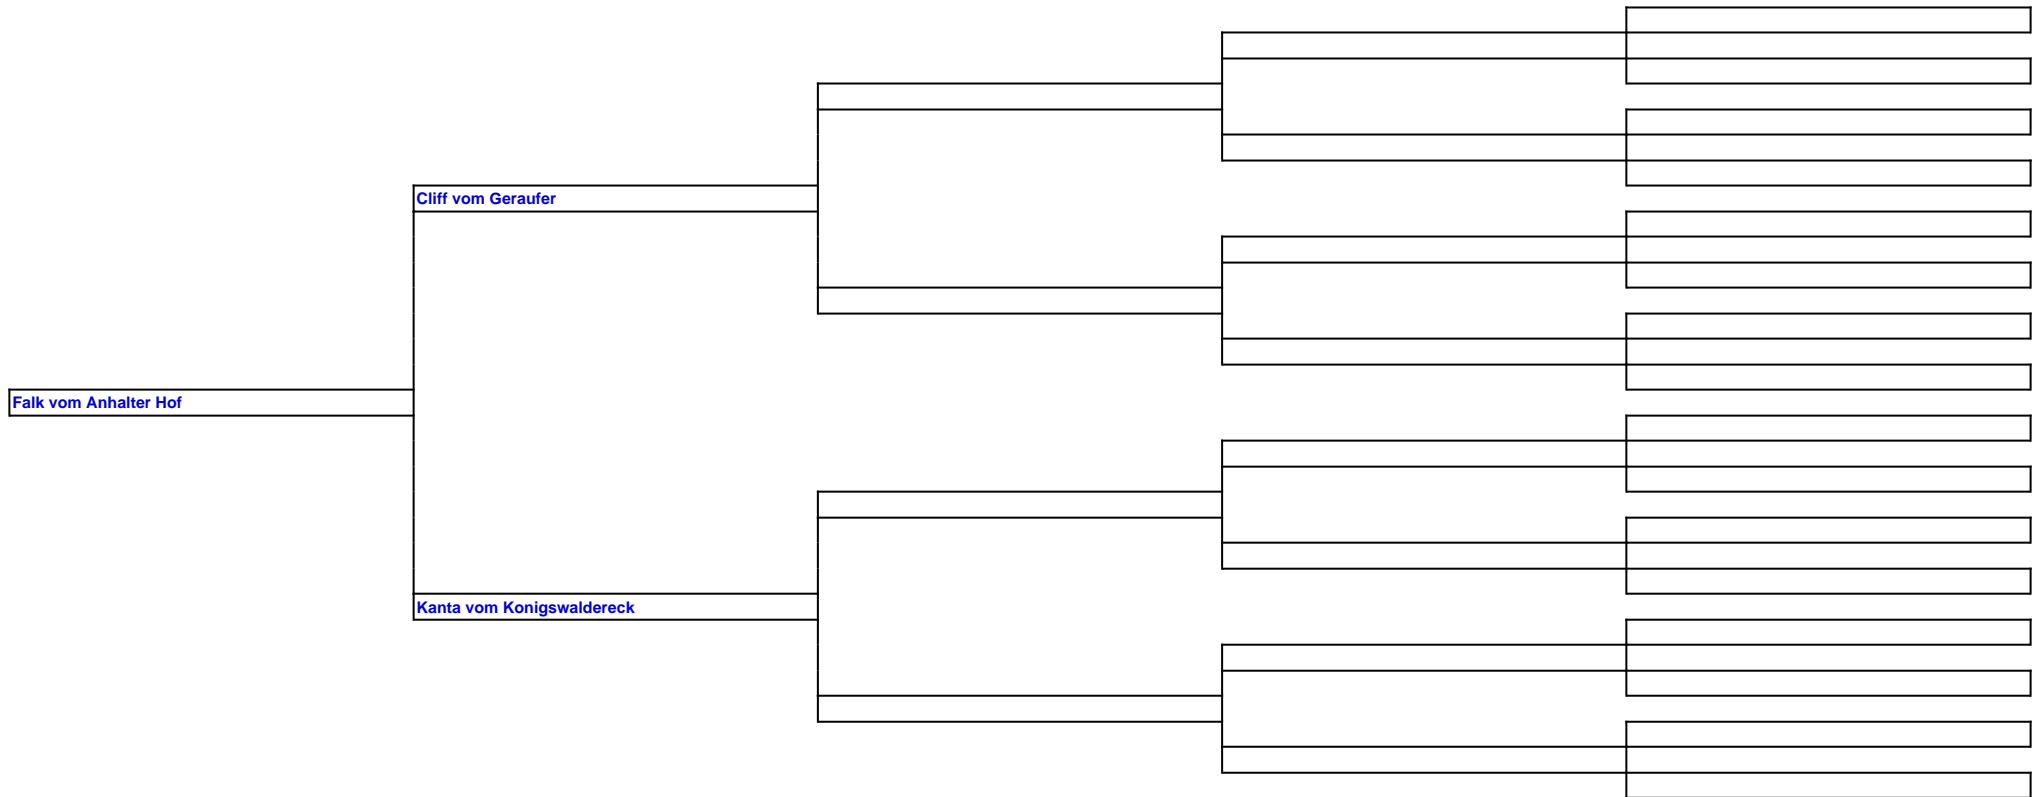 Cliff vom Geraufer
Falk vom Anhalter Hof
Kanta vom Konigswaldereck